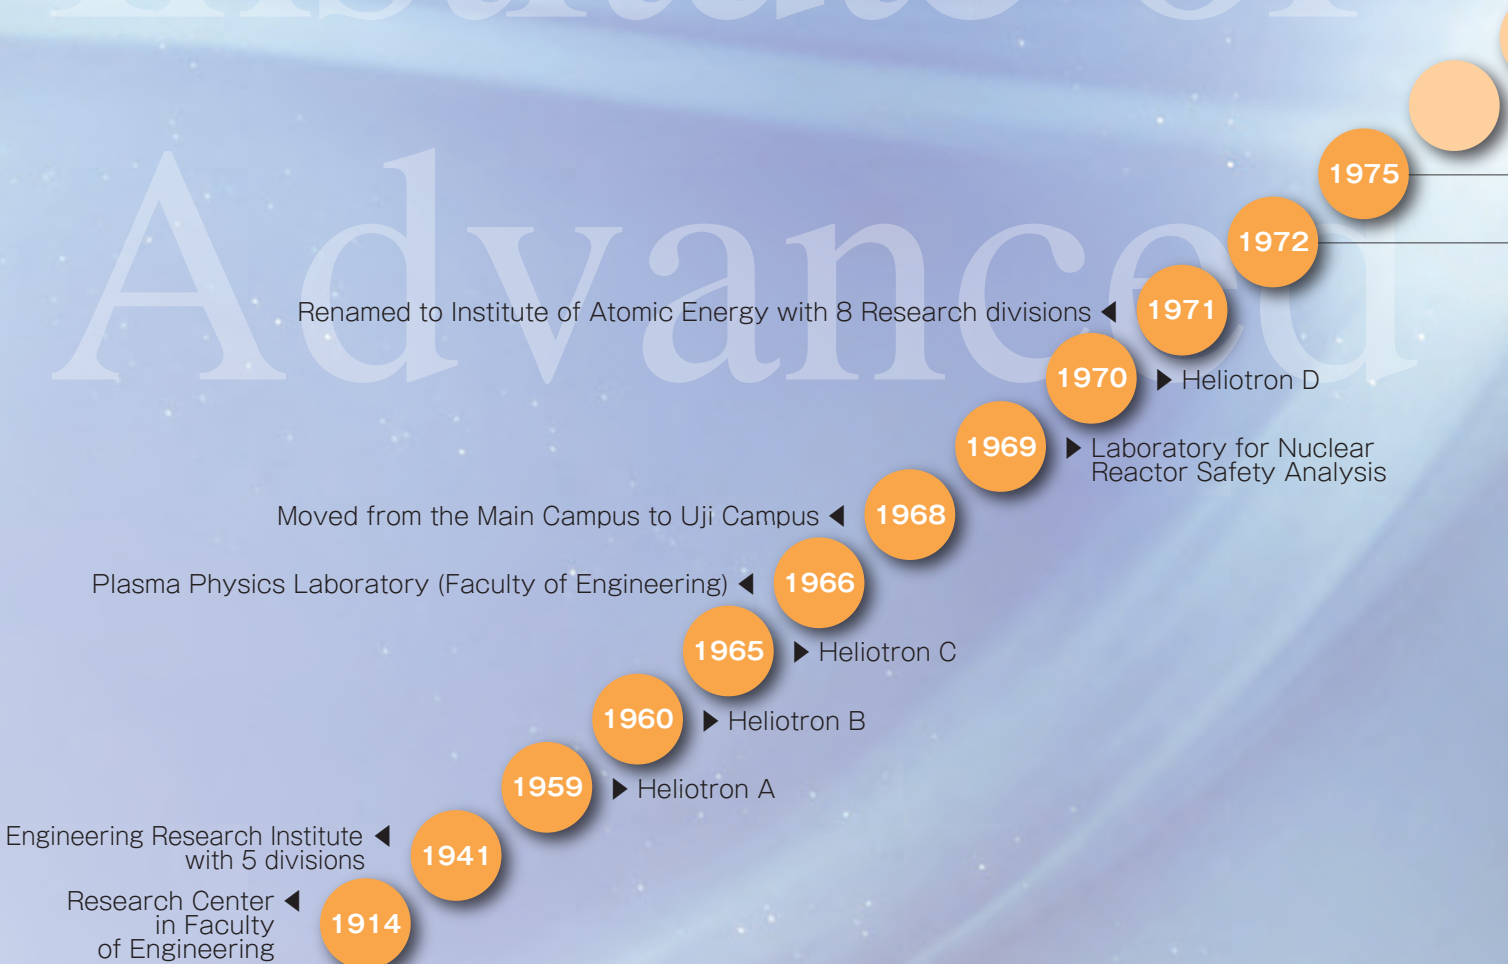 Institute of
Advanced
1975
1972
Renamed to Institute of Atomic Energy with 8 Research divisions ◀ 1971
1970 ▶ Heliotron D
1969 ▶ Laboratory for Nuclear
Reactor Safety Analysis
Moved from the Main Campus to Uji Campus ◀ 1968
Plasma Physics Laboratory (Faculty of Engineering) ◀ 1966
1965 ▶ Heliotron C
1960 ▶ Heliotron B
1959 ▶ Heliotron A
Engineering Research Institute ◀ 1941
with 5 divisions
Research Center ◀ 1914
in Faculty
of Engineering